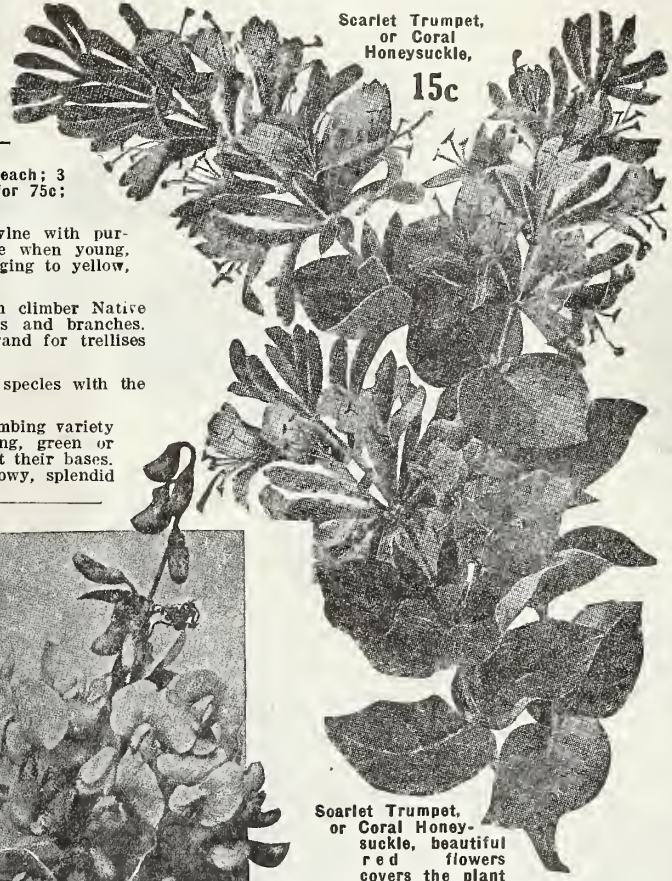 Scarlet Trumpet,
or Coral
Honeysuckle,
15c
each; 3
for 75c;
vine with pur-
when young,
ging to yellow,
climber Native
s and branches.
and for trellises
species with the
mbing variety
ng, green or
t their bases.
owy, splendid
Scarlet Trumpet,
or Coral Honey-
suckle, beautiful
red flowers
covers the plant